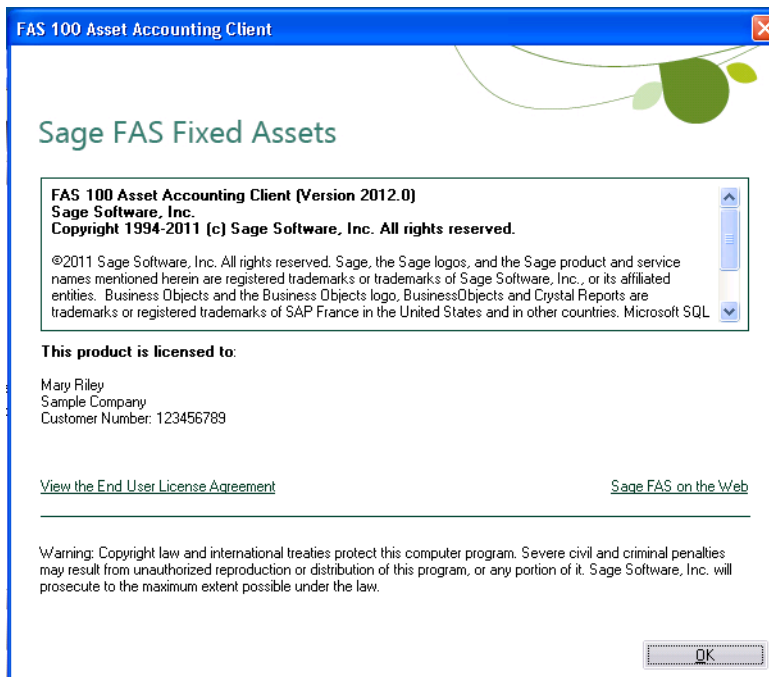 FAS 100 Asset Accounting Client
Sage FAS Fixed Assets
FAS 100 Asset Accounting Client (Version 2012.0)
Sage Software, Inc.
Copyright 1994-2011 (c) Sage Software, Inc. All rights reserved.
©2011 Sage Software, Inc. All rights reserved. Sage, the Sage logos, and the Sage product and service
names mentioned herein are registered trademarks or trademarks of Sage Software, Inc., or its affiliated
entities. Business Objects and the Business Objects logo, BusinessObjects and Crystal Reports are
trademarks or registered trademarks of SAP France in the United States and in other countries. Microsoft SQL
This product is licensed to:
Mary Riley
Sample Company
Customer Number: 123456789
View the End User License Agreement
Sage FAS on the Web
Warning: Copyright law and international treaties protect this computer program. Severe civil and criminal penalties
may result from unauthorized reproduction or distribution of this program, or any portion of it. Sage Software, Inc. will
prosecute to the maximum extent possible under the law.
OK